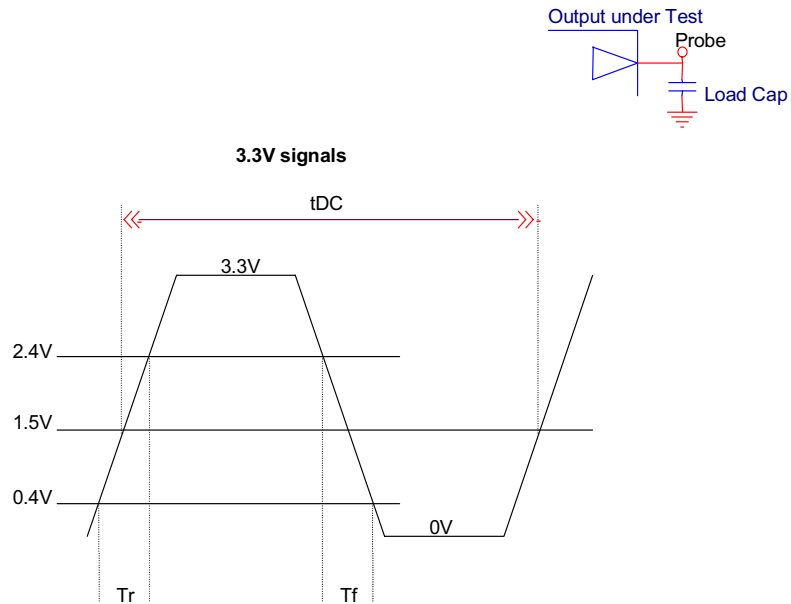 Output under Test
Probe
Load Cap
3.3V signals
tDC
3.3V
2.4V
1.5V
0.4V
0V
Tr
Tf